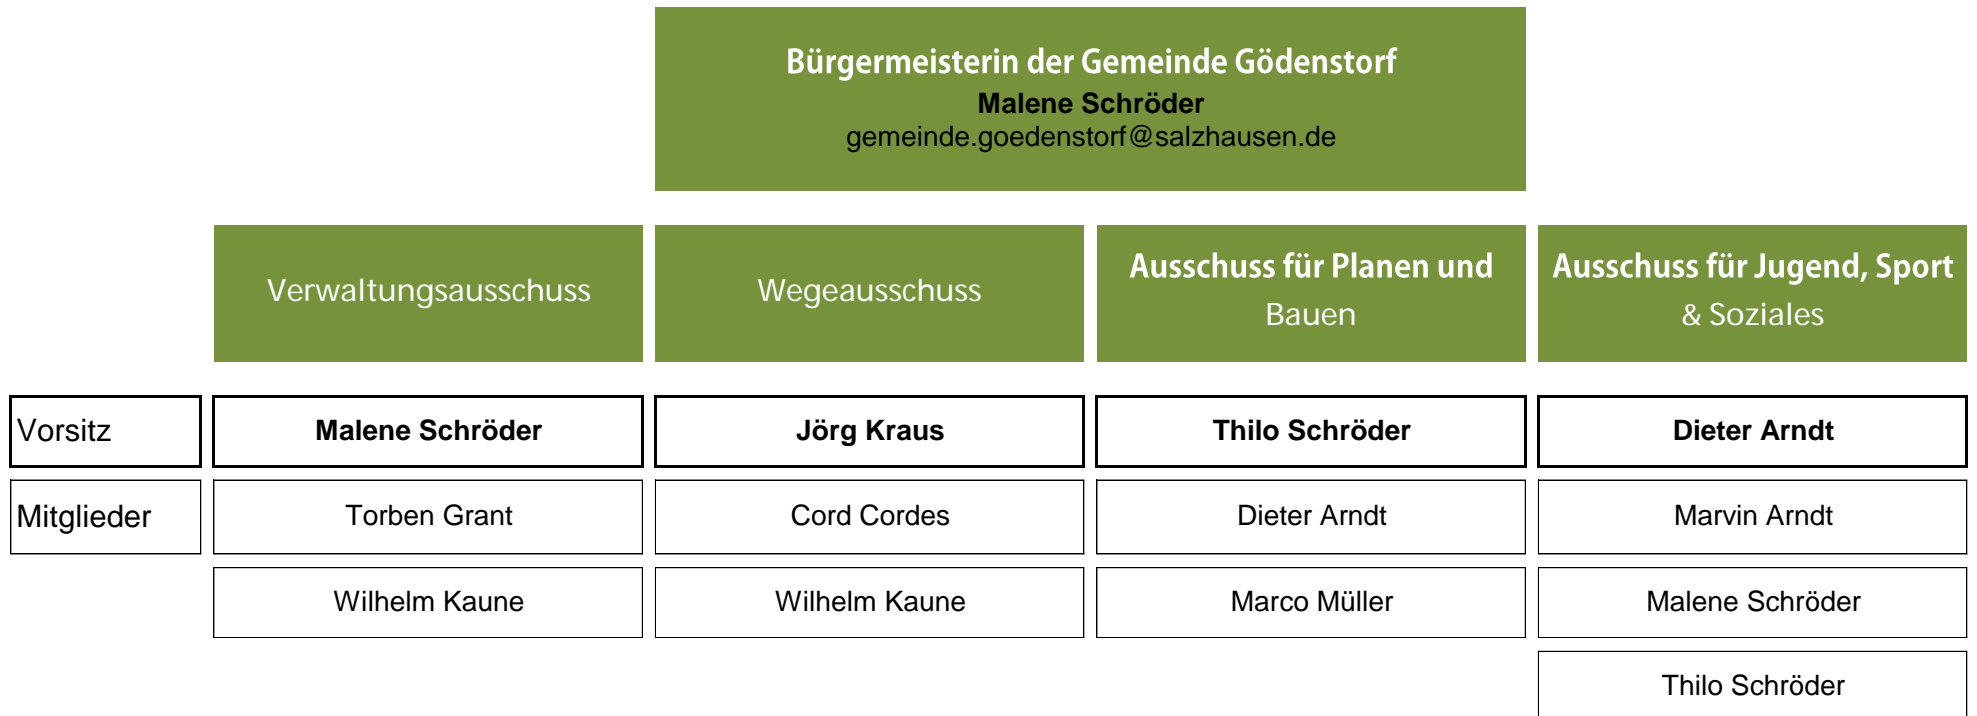 Bürgermeisterin der Gemeinde Gödenstorf
Malene Schröder
gemeinde.goedenstorf@salzhausen.de
Verwaltungsausschuss
Wegeausschuss
Ausschuss für Planen und
Bauen
Ausschuss für Jugend, Sport
& Soziales
Vorsitz
Malene Schröder
Jörg Kraus
Thilo Schröder
Dieter Arndt
Mitglieder
Torben Grant
Cord Cordes
Dieter Arndt
Marvin Arndt
Wilhelm Kaune
Wilhelm Kaune
Marco Müller
Malene Schröder
Thilo Schröder